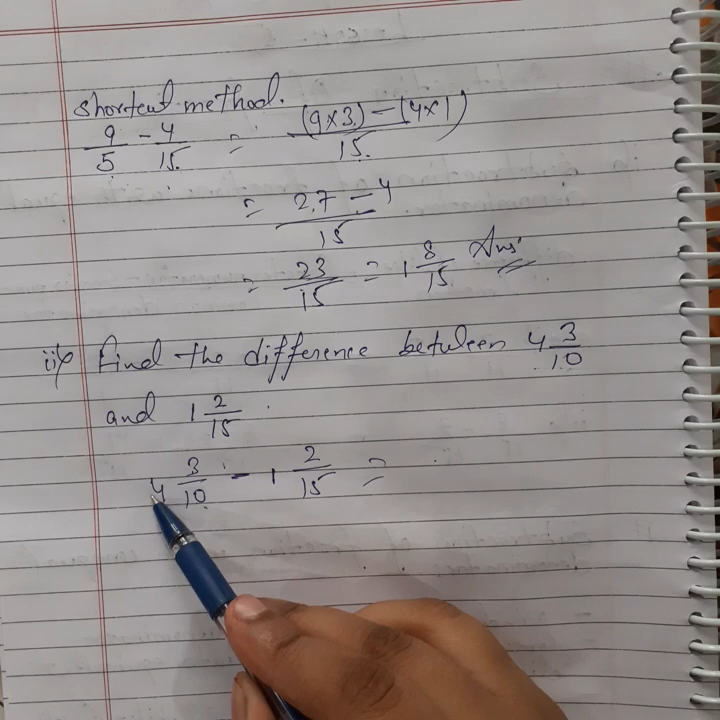 shortcut method.
9/5 - 4/15 = (9×3) - (4×1)/15
= 27 - 4/15
= 23/15 = 1 8/15 Ans
ii) Find the difference between 4 3/10
and 1 2/15.
4 3/10 - 1 2/15 =